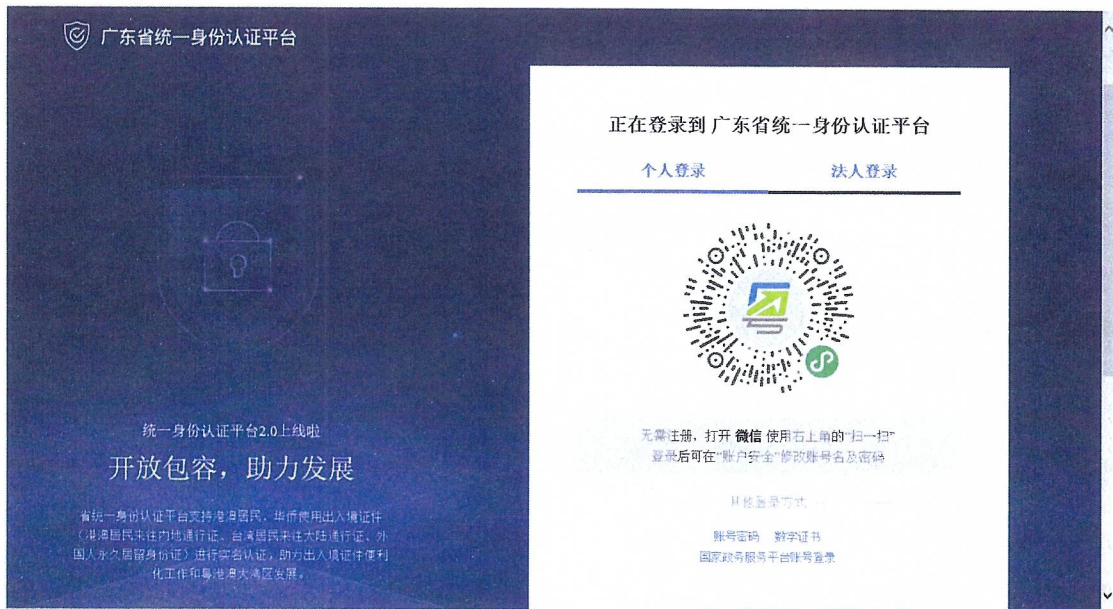 广东省统一身份认证平台
正在登录到 广东省统一身份认证平台
个人登录 法人登录
无需注册，打开 微信 使用右上角的“扫一扫”
登录后可在“账户安全”修改账号名及密码
其他登录方式
账号密码 数字证书
国家政务服务平台账号登录
统一身份认证平台2.0上线啦
开放包容，助力发展
省统一身份认证平台支持港澳居民、华侨使用出入境证件
（港澳居民来往内地通行证、台湾居民来往大陆通行证、外
国人永久居留身份证）进行实名认证，助力出入境证件便利
化工作和粤港澳大湾区发展。